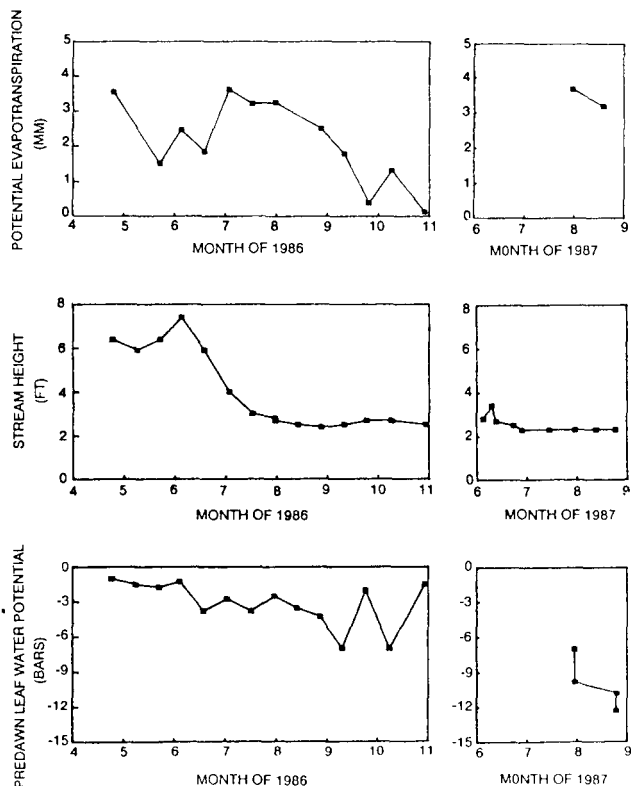 POTENTIAL EVAPOTRANSPIRATION
(MM)
5
4
3
2
1
0
4 5 6 7 8 9 10 11
MONTH OF 1986
5
4
3
2
1
0
6 7 8 9
M0NTH OF 1987
STREAM HEIGHT
(FT)
8
6
4
2
0
4 5 6 7 8 9 10 11
MONTH OF 1986
8
6
4
2
0
6 7 8 9
MONTH OF 1987
PREDAWN LEAF WATER POTENTIAL
(BARS)
-0
-3
-6
-9
-12
-15
4 5 6 7 8 9 10 11
MONTH OF 1986
-0
-3
-6
-9
-12
-15
6 7 8 9
M0NTH OF 1987